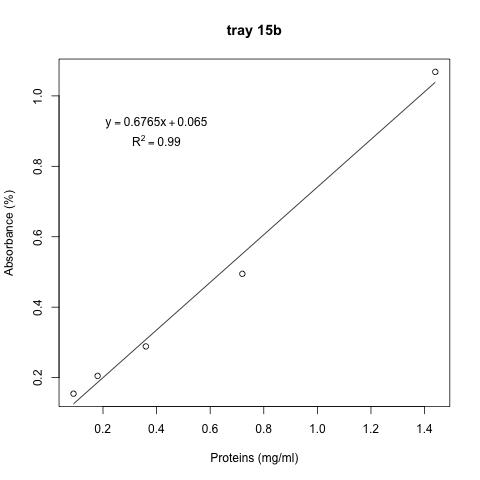 tray 15b
y = 0.6765x + 0.065
R² = 0.99
Absorbance (%)
1.0
0.8
0.6
0.4
0.2
0.2 0.4 0.6 0.8 1.0 1.2 1.4
Proteins (mg/ml)